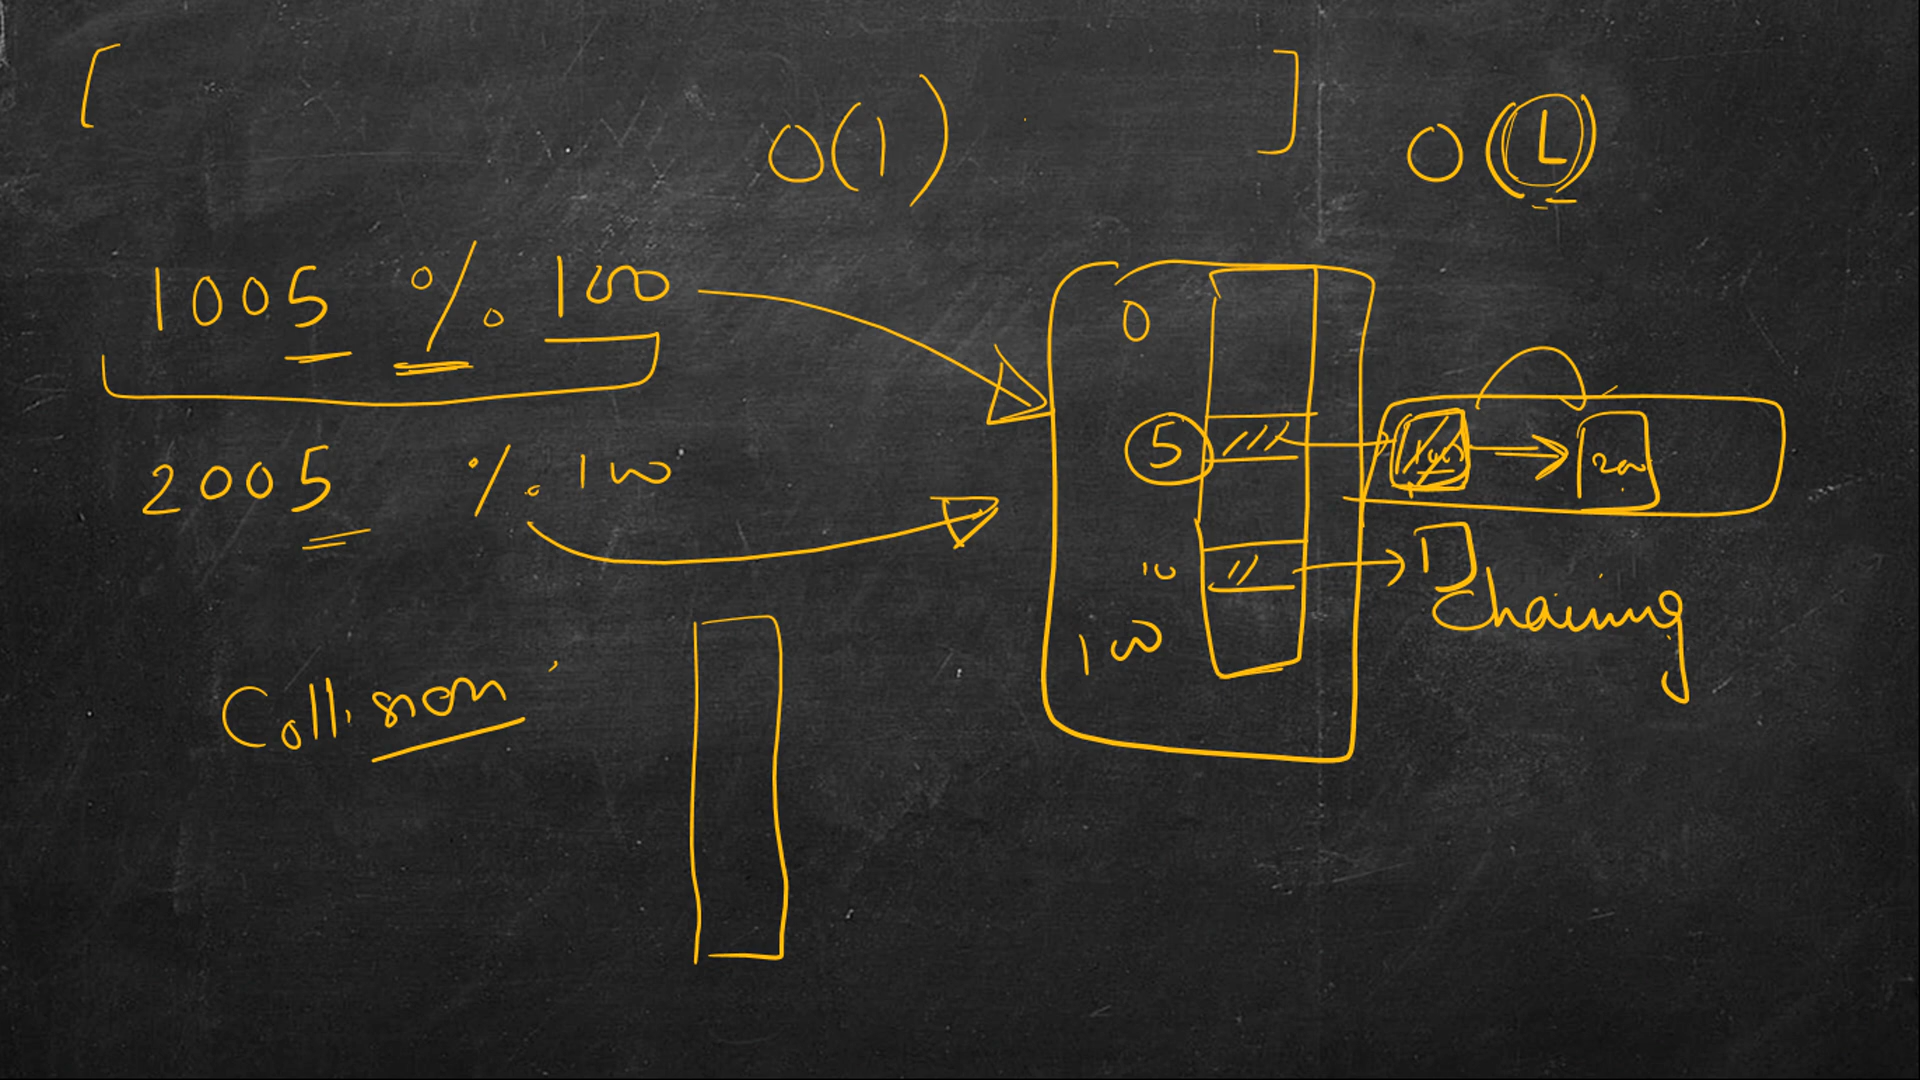 [ O(1) ] O(L)
1005 % 100
0
5
2005 % 100
10
100
Chaining
Collision